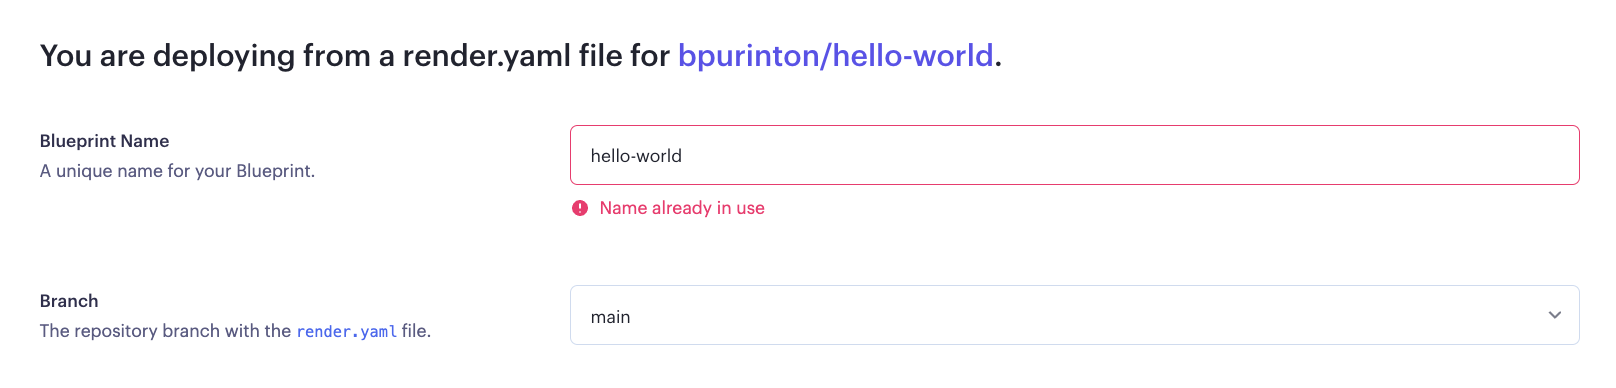 You are deploying from a render.yaml file for bpurinton/hello-world.
Blueprint Name
A unique name for your Blueprint.
hello-world
Name already in use
Branch
The repository branch with the render.yaml file.
main